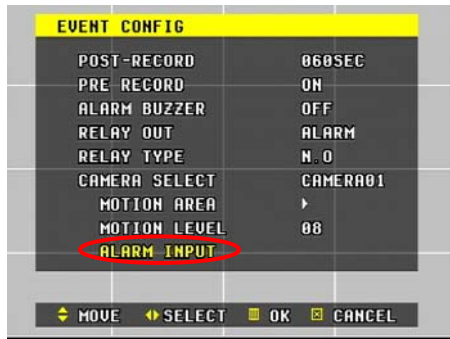 EVENT CONFIG
POST-RECORD 060SEC
PRE RECORD ON
ALARM BUZZER OFF
RELAY OUT ALARM
RELAY TYPE N.O
CAMERA SELECT CAMERA01
MOTION AREA
MOTION LEVEL 08
ALARM INPUT
MOVE SELECT OK CANCEL